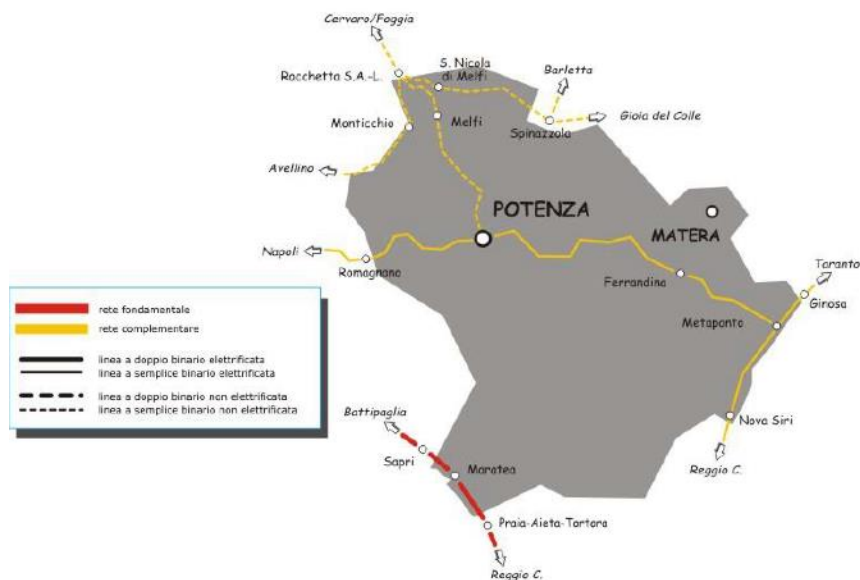 Cervaro/Foggia
Rocchetta S.A.-L.
S. Nicola
di Melfi
Barletta
Monticchio
Melfi
Spinazzola
Gioia del Colle
Avellino
POTENZA
MATERA
Napoli
Romagnano
Ferrandina
Taranto
Ginosa
Metaponto
rete fondamentale
rete complementare
linea a doppio binario elettrificata
linea a semplice binario elettrificata
linea a doppio binario non elettrificata
linea a semplice binario non elettrificata
Battipaglia
Nova Siri
Sapri
Maratea
Reggio C.
Praia-Aieta-Tortora
Reggio C.